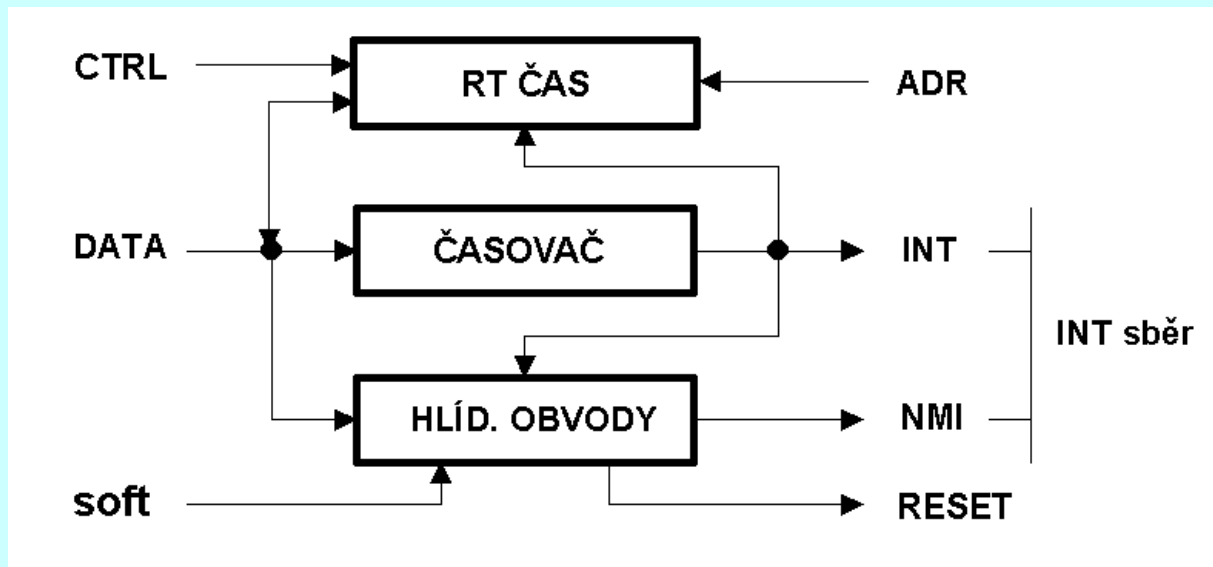 CTRL
RT ČAS
ADR
DATA
ČASOVAČ
INT
INT sběr
HLÍD. OBVODY
NMI
soft
RESET